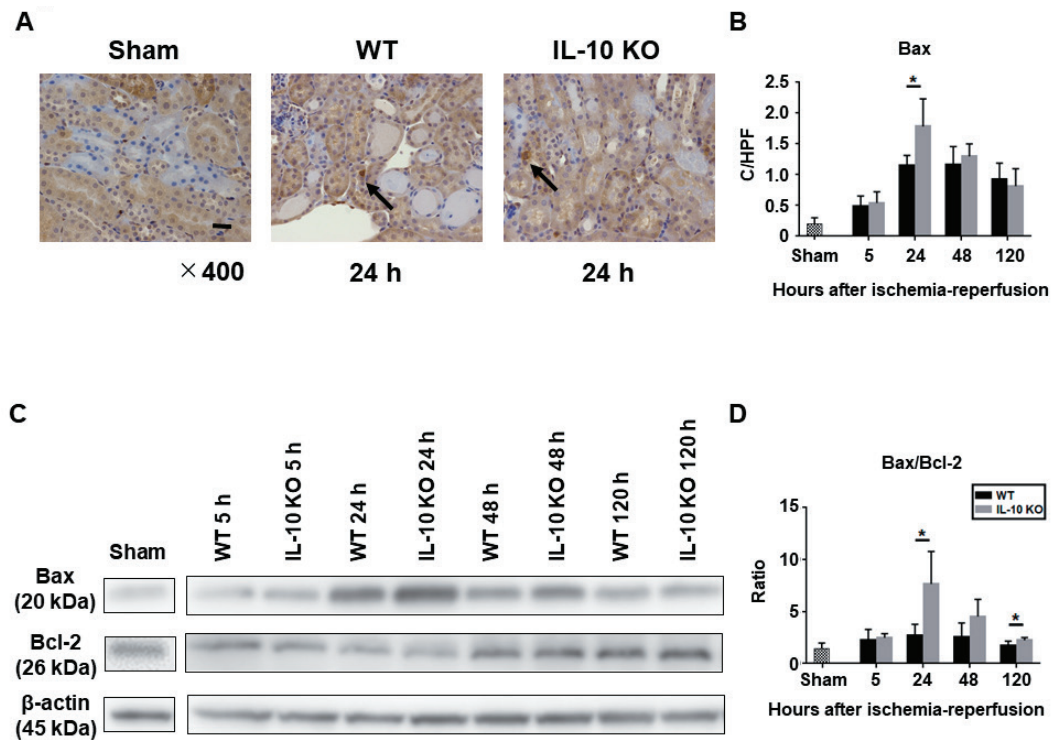 A
Sham
WT
IL-10 KO
× 400
24 h
24 h
B
Bax
C/HPF
2.5
2.0
1.5
1.0
0.5
0
*
Sham
5
24
48
120
Hours after ischemia-reperfusion
C
Sham
WT 5 h
IL-10 KO 5 h
WT 24 h
IL-10 KO 24 h
WT 48 h
IL-10 KO 48 h
WT 120 h
IL-10 KO 120 h
Bax
(20 kDa)
Bcl-2
(26 kDa)
β-actin
(45 kDa)
D
Bax/Bcl-2
WT
IL-10 KO
Ratio
15
10
5
0
*
*
Sham
5
24
48
120
Hours after ischemia-reperfusion